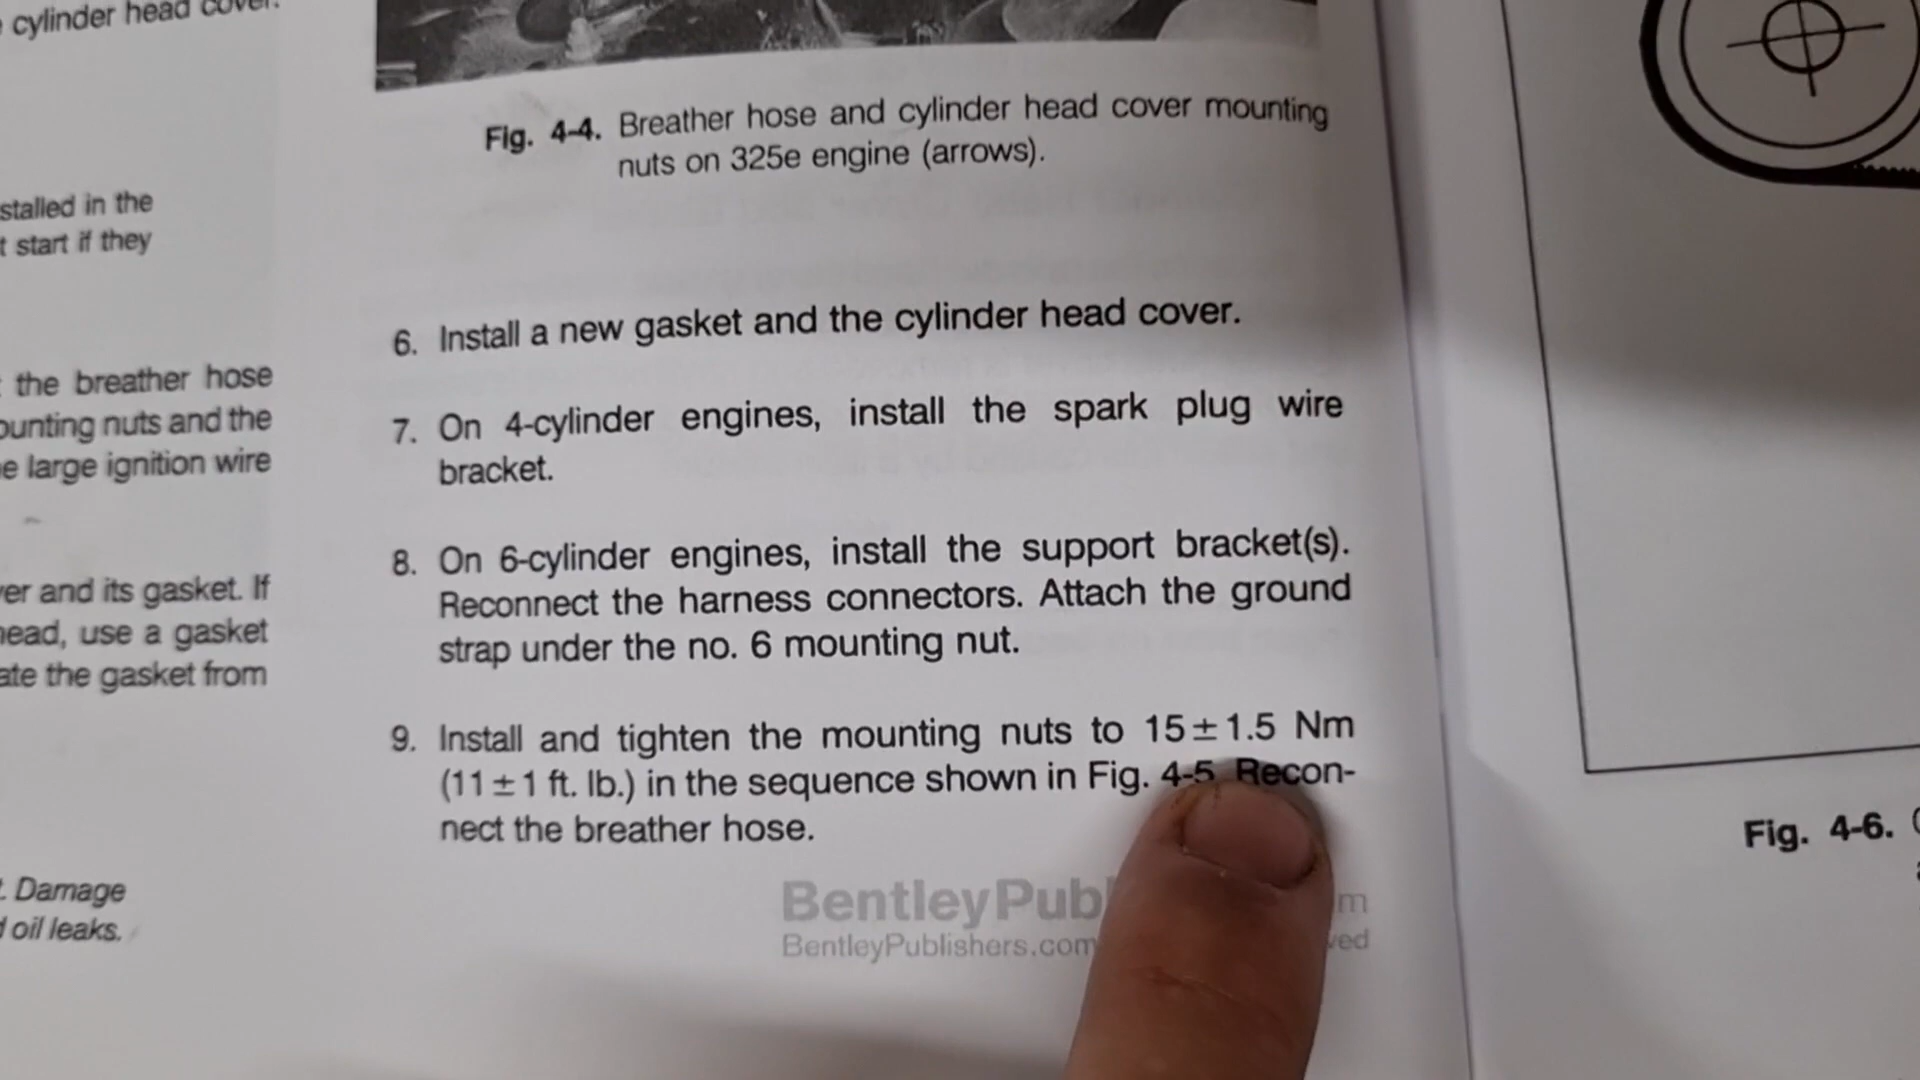 cylinder head cover.
stalled in the
t start if they
the breather hose
ounting nuts and the
e large ignition wire
er and its gasket. If
head, use a gasket
ate the gasket from
. Damage
oil leaks.
Fig. 4-4. Breather hose and cylinder head cover mounting
nuts on 325e engine (arrows).
6. Install a new gasket and the cylinder head cover.
7. On 4-cylinder engines, install the spark plug wire
bracket.
8. On 6-cylinder engines, install the support bracket(s).
Reconnect the harness connectors. Attach the ground
strap under the no. 6 mounting nut.
9. Install and tighten the mounting nuts to 15±1.5 Nm
(11±1 ft. lb.) in the sequence shown in Fig. 4-5 Recon-
nect the breather hose.
BentleyPub m
BentleyPublishers.com ved
Fig. 4-6.